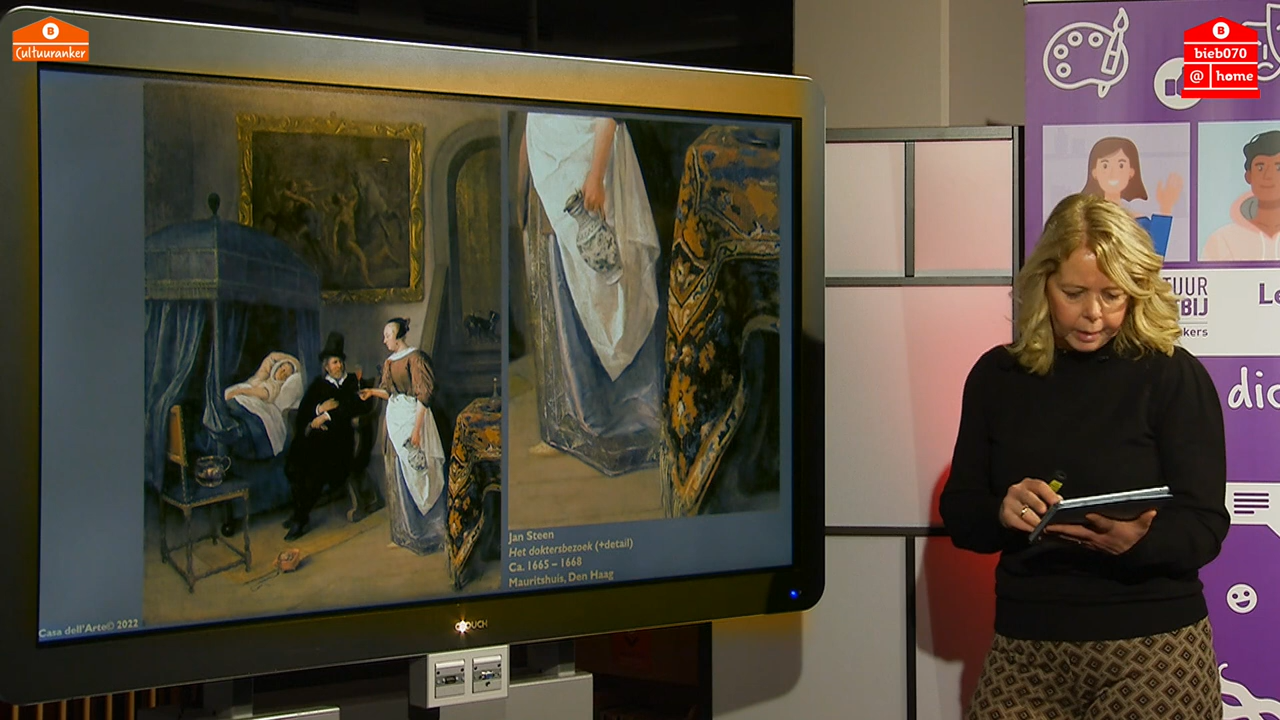 B
Cultuuranker
B
bieb070
@ home
Jan Steen
Het doktersbezoek (+detail)
Ca. 1665 – 1668
Mauritshuis, Den Haag
Casa dell'Arte© 2022
TUUR
BIJ
kers
Le
dic